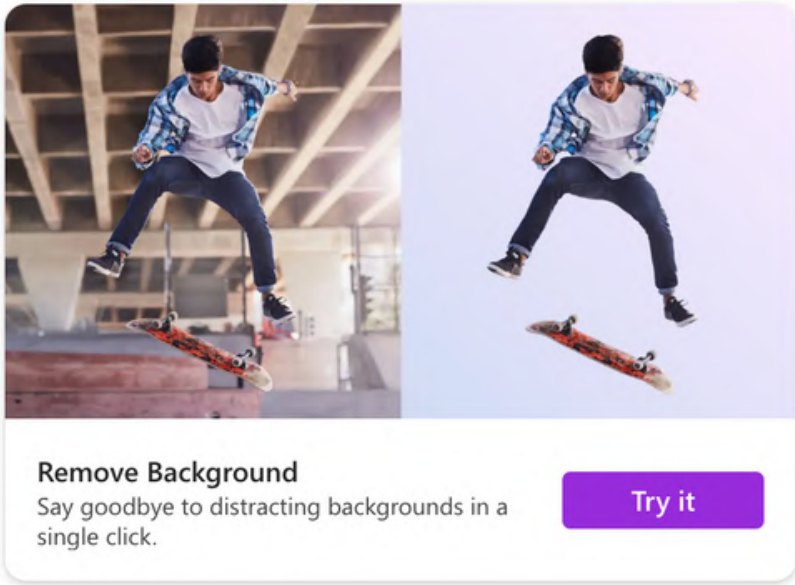 Remove Background
Say goodbye to distracting backgrounds in a
single click.
Try it